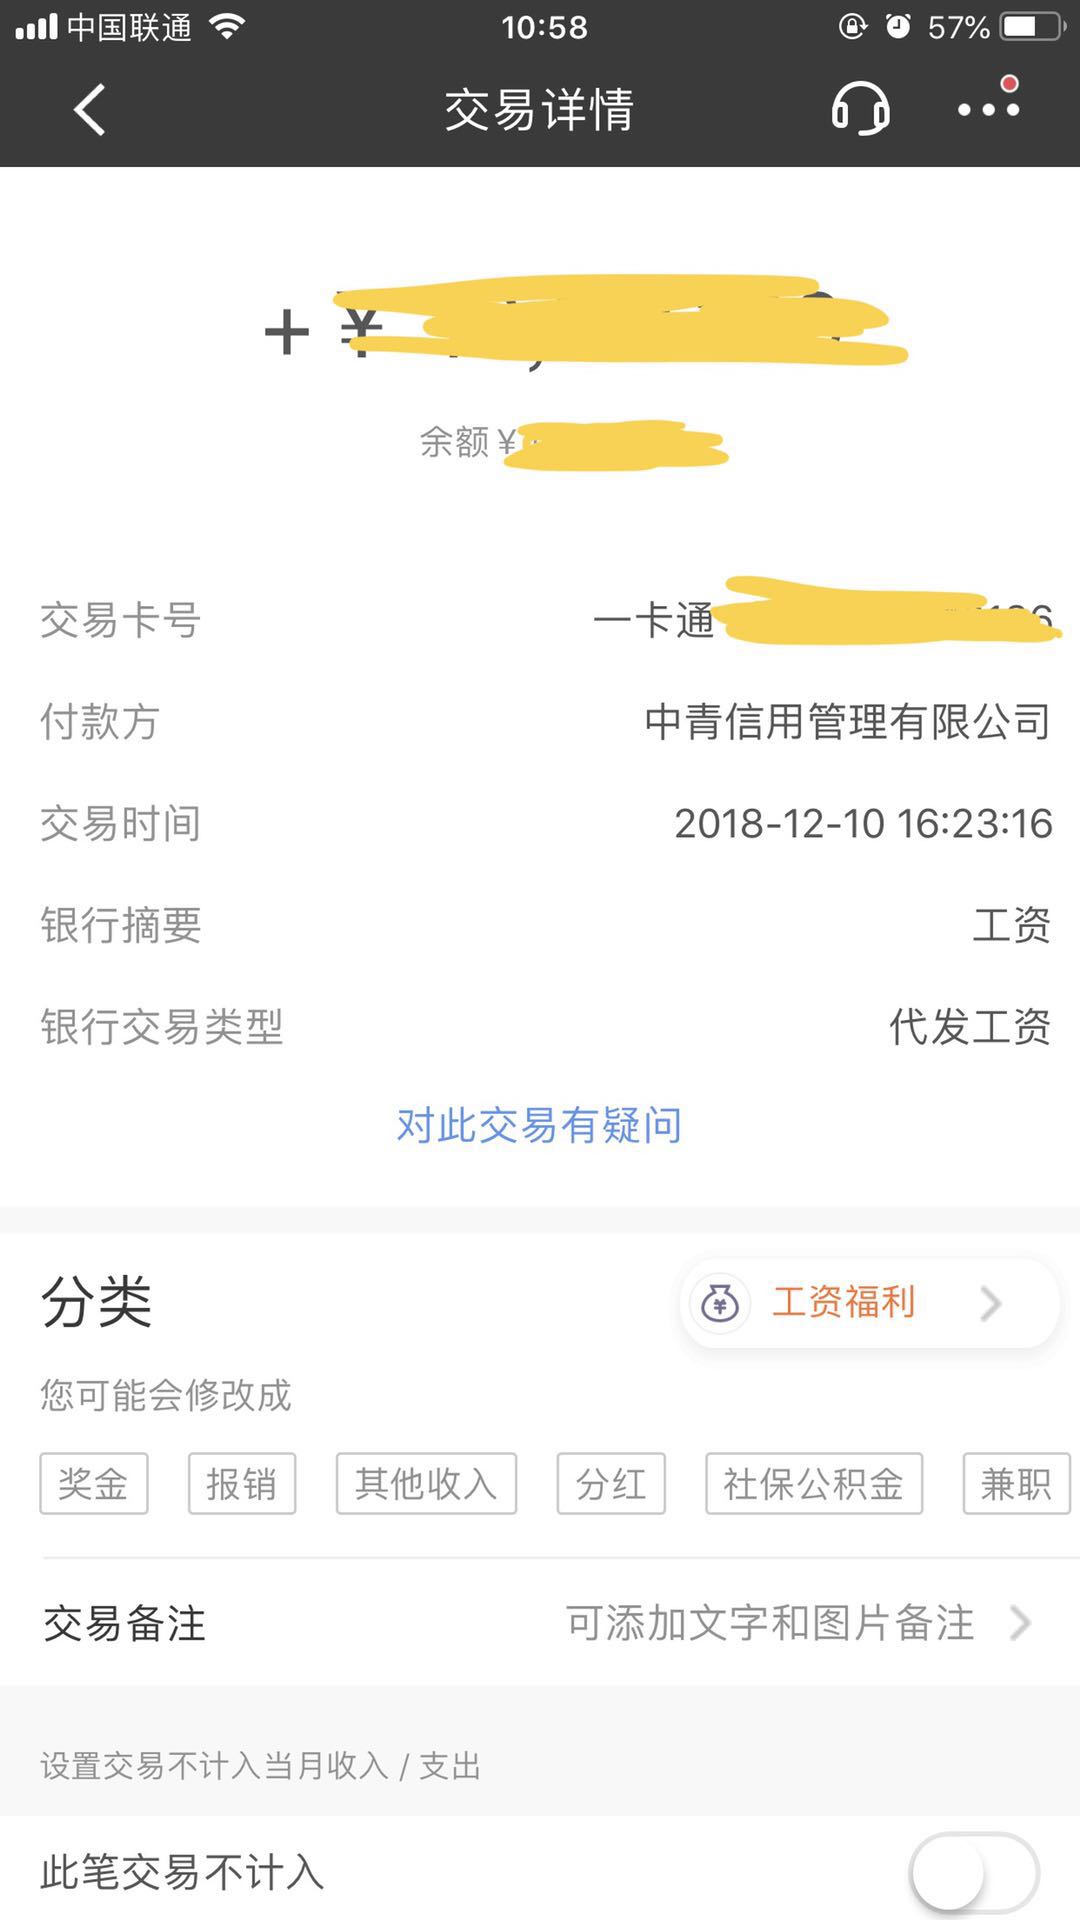 中国联通 10:58 57%
交易详情
+ ¥
余额¥
交易卡号 一卡通
付款方 中青信用管理有限公司
交易时间 2018-12-10 16:23:16
银行摘要 工资
银行交易类型 代发工资
对此交易有疑问
分类 工资福利
您可能会修改成
奖金 报销 其他收入 分红 社保公积金 兼职
交易备注 可添加文字和图片备注
设置交易不计入当月收入 / 支出
此笔交易不计入